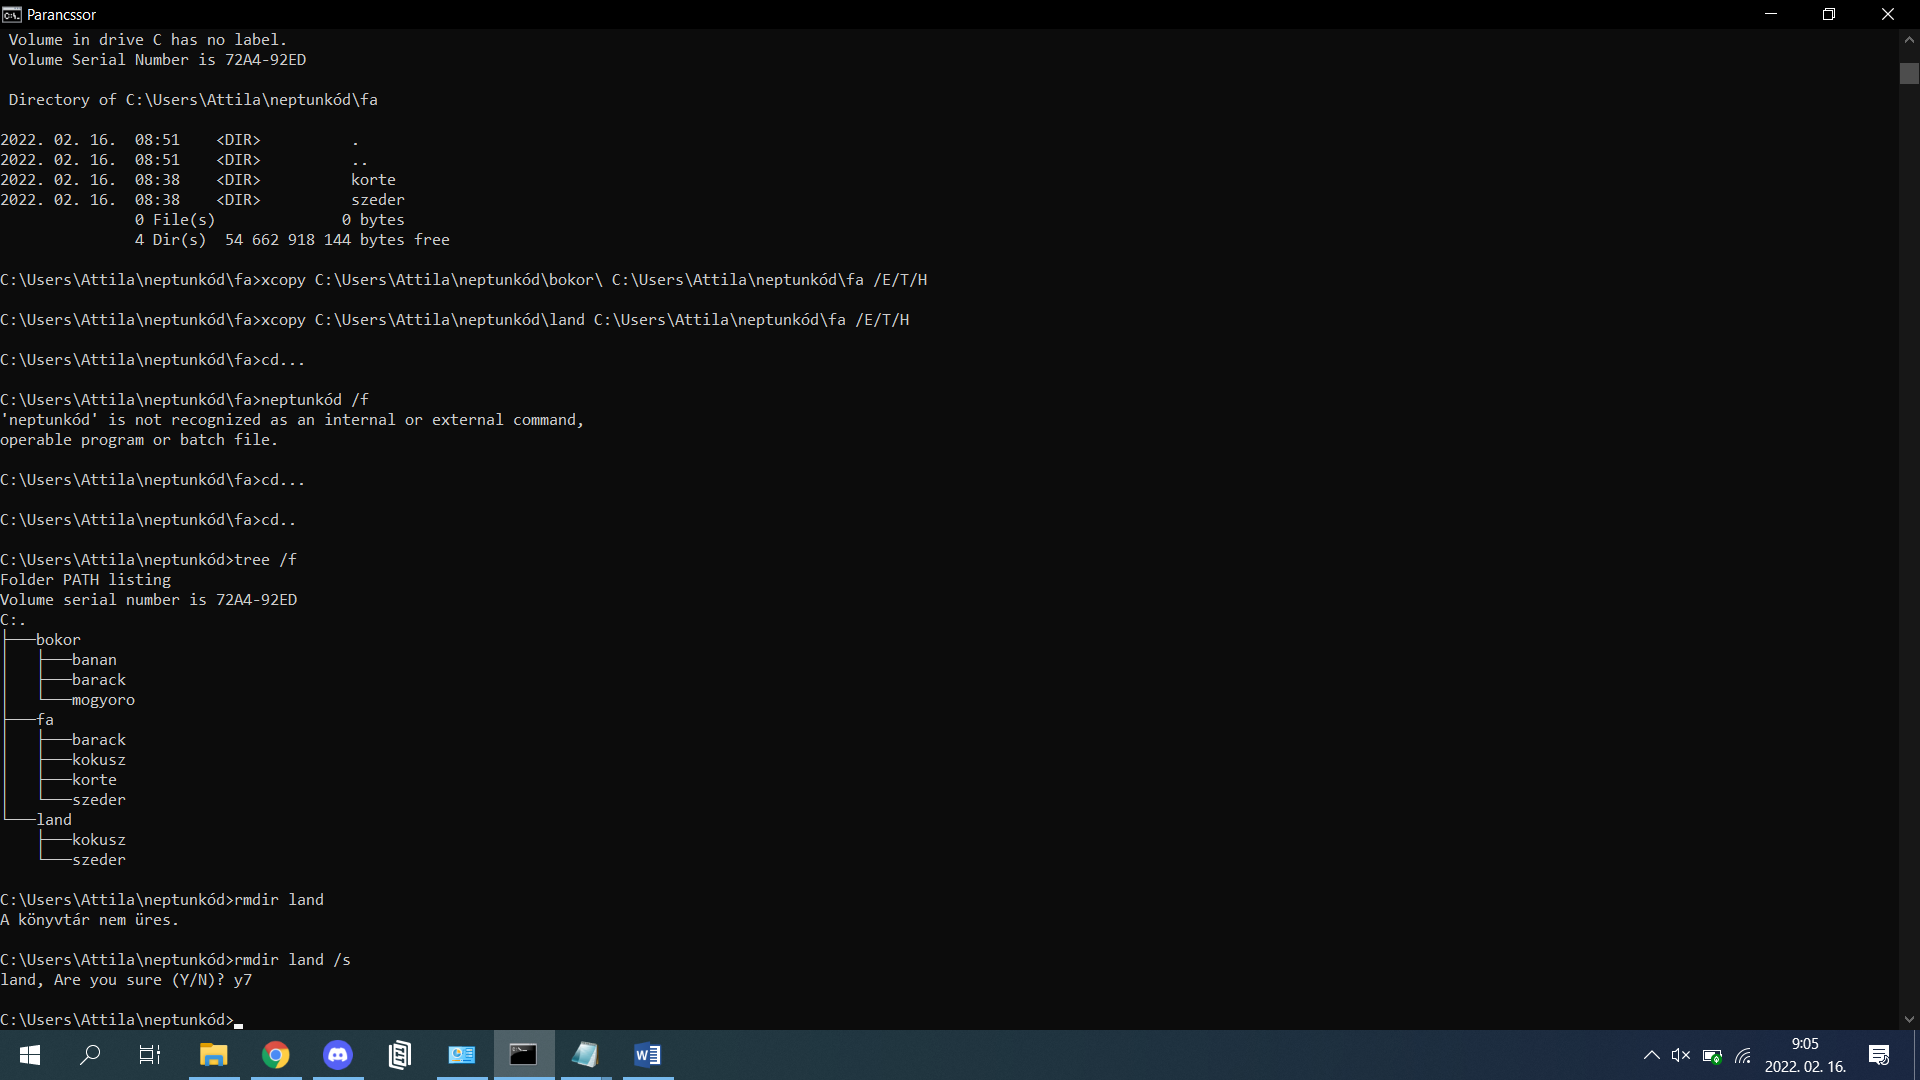 Parancssor
Volume in drive C has no label.
Volume Serial Number is 72A4-92ED
Directory of C:\Users\Attila\neptunkód\fa
2022. 02. 16.  08:51    <DIR>          .
2022. 02. 16.  08:51    <DIR>          ..
2022. 02. 16.  08:38    <DIR>          korte
2022. 02. 16.  08:38    <DIR>          szeder
0 File(s)              0 bytes
4 Dir(s)  54 662 918 144 bytes free
C:\Users\Attila\neptunkód\fa>xcopy C:\Users\Attila\neptunkód\bokor\ C:\Users\Attila\neptunkód\fa /E/T/H
C:\Users\Attila\neptunkód\fa>xcopy C:\Users\Attila\neptunkód\land C:\Users\Attila\neptunkód\fa /E/T/H
C:\Users\Attila\neptunkód\fa>cd...
C:\Users\Attila\neptunkód\fa>neptunkód /f
'neptunkód' is not recognized as an internal or external command,
operable program or batch file.
C:\Users\Attila\neptunkód\fa>cd...
C:\Users\Attila\neptunkód\fa>cd..
C:\Users\Attila\neptunkód>tree /f
Folder PATH listing
Volume serial number is 72A4-92ED
C:.
├───bokor
│   ├───banan
│   ├───barack
│   └───mogyoro
├───fa
│   ├───barack
│   ├───kokusz
│   ├───korte
│   └───szeder
└───land
    ├───kokusz
    └───szeder
C:\Users\Attila\neptunkód>rmdir land
A könyvtár nem üres.
C:\Users\Attila\neptunkód>rmdir land /s
land, Are you sure (Y/N)? y7
C:\Users\Attila\neptunkód>
9:05
2022. 02. 16.